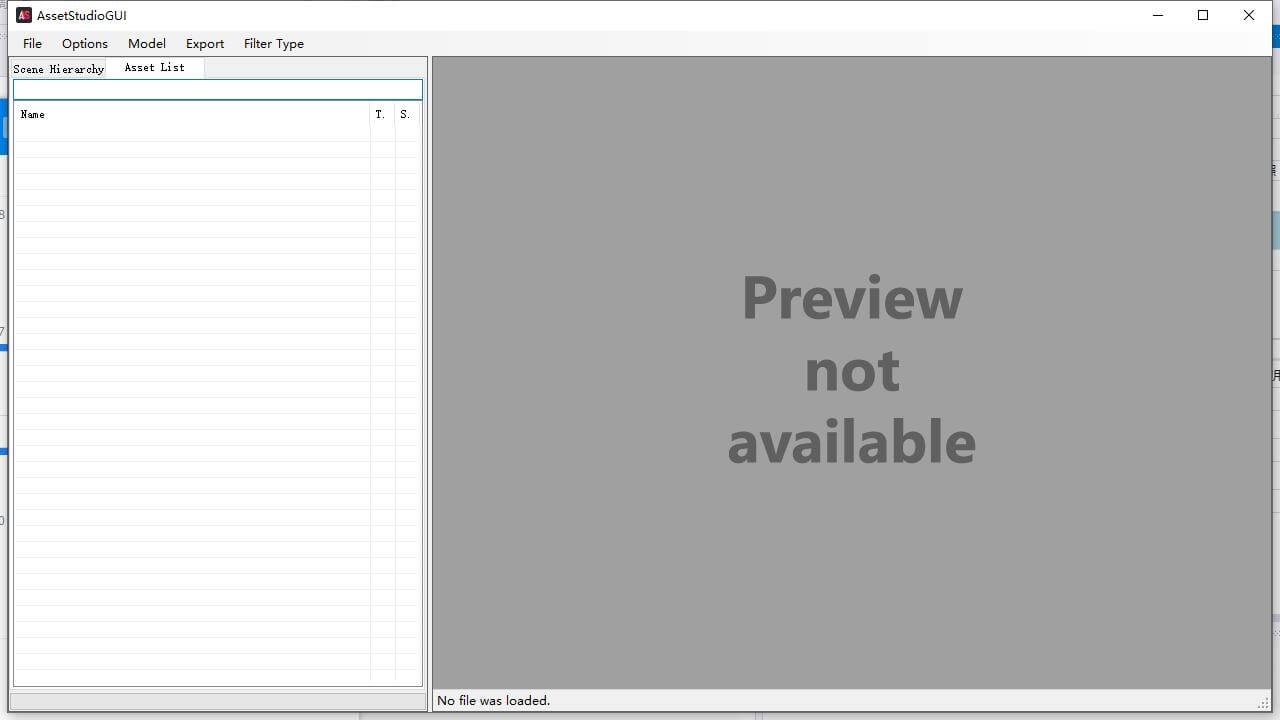 AssetStudioGUI
File Options Model Export Filter Type
Scene Hierarchy Asset List
Name T. S.
Preview
not
available
No file was loaded.